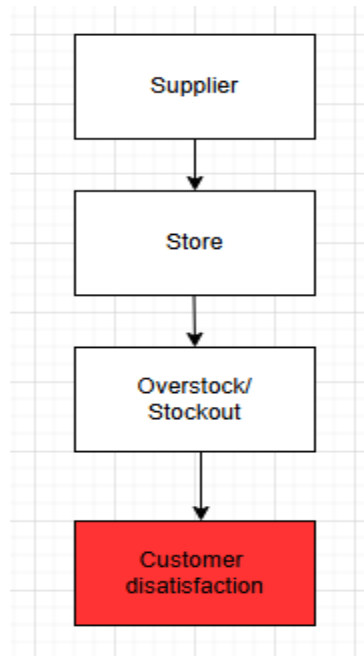 Supplier
Store
Overstock/
Stockout
Customer
disatisfaction